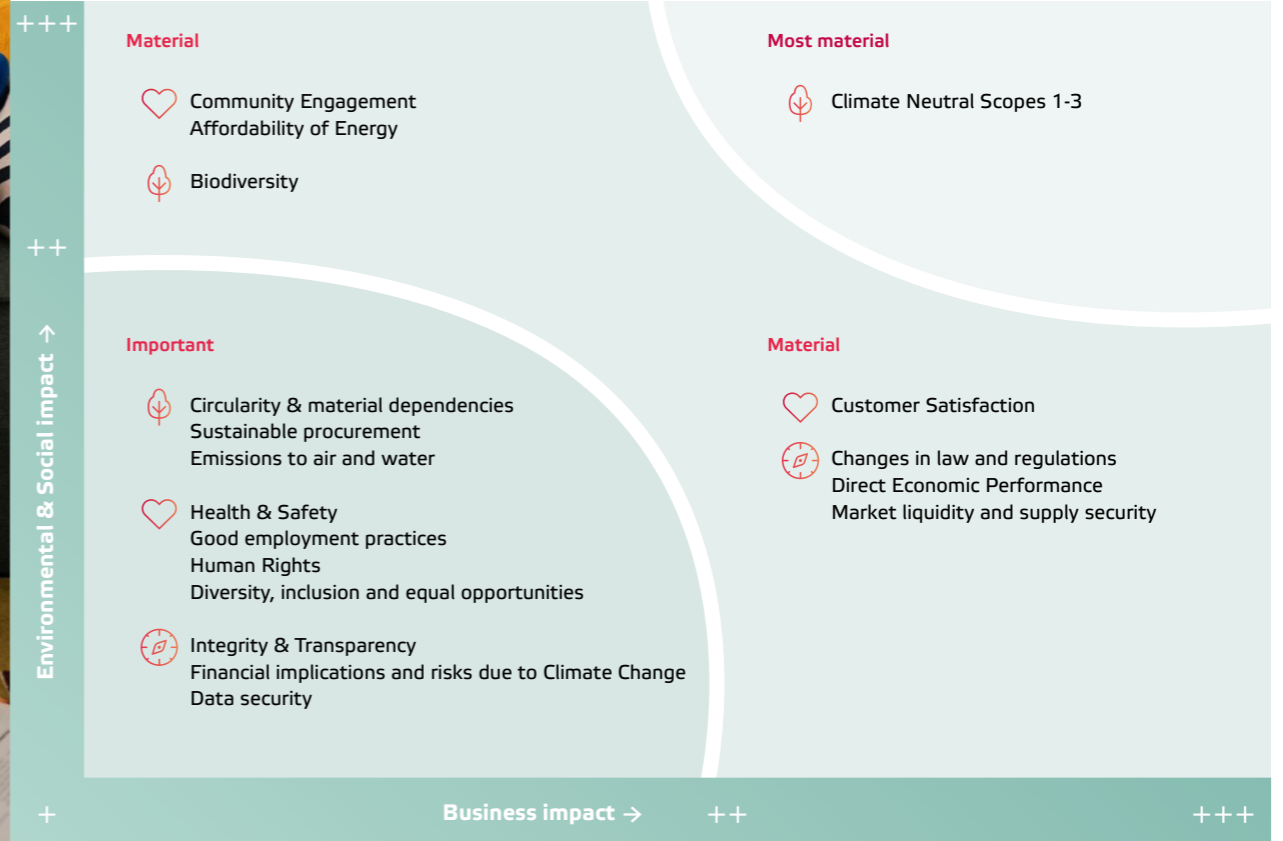 +++
Material
Community Engagement
Affordability of Energy
Biodiversity
Most material
Climate Neutral Scopes 1-3
++
Important
Circularity & material dependencies
Sustainable procurement
Emissions to air and water
Health & Safety
Good employment practices
Human Rights
Diversity, inclusion and equal opportunities
Integrity & Transparency
Financial implications and risks due to Climate Change
Data security
Material
Customer Satisfaction
Changes in law and regulations
Direct Economic Performance
Market liquidity and supply security
Environmental & Social impact →
+
Business impact →
++
+++